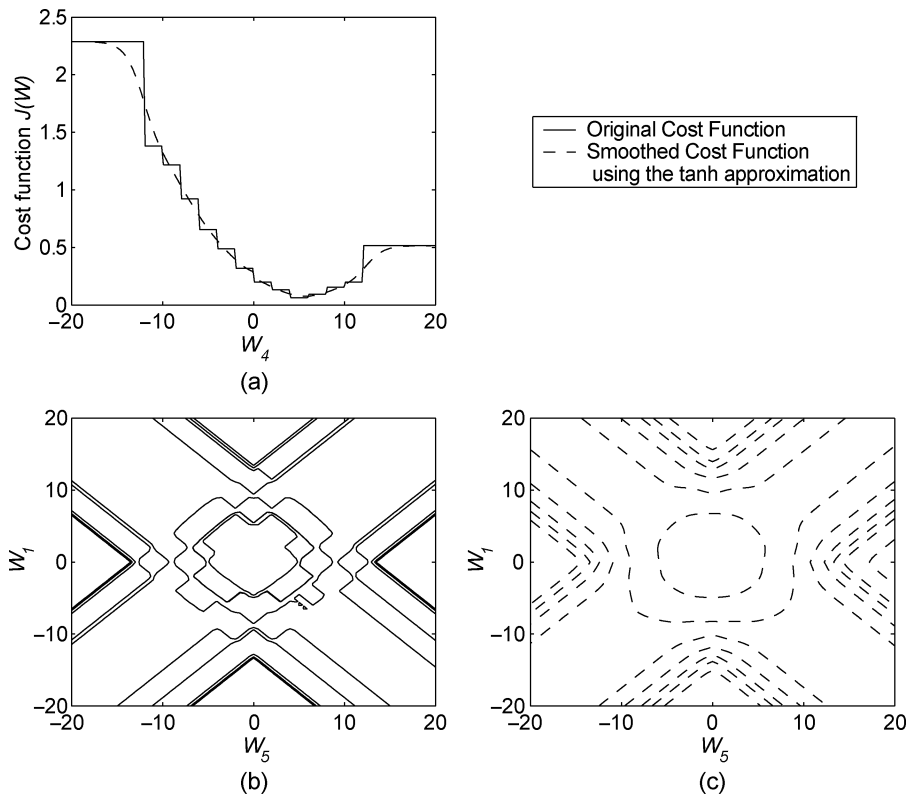 2.5
2
1.5
1
0.5
0
Cost function J(W)
−20 −10 0 10 20
W4
(a)
Original Cost Function
Smoothed Cost Function
using the tanh approximation
20
10
0
−10
−20
W1
−20 −10 0 10 20
W5
(b)
20
10
0
−10
−20
W1
−20 −10 0 10 20
W5
(c)